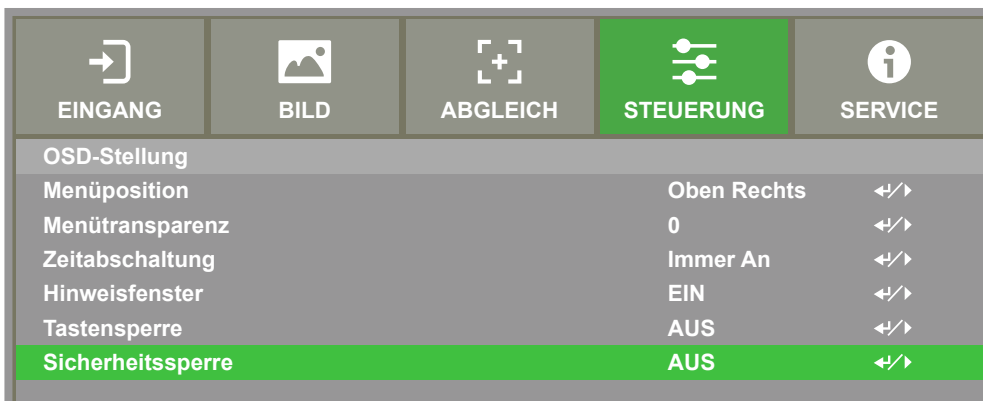 EINGANG BILD ABGLEICH STEUERUNG SERVICE
OSD-Stellung
Menüposition Oben Rechts
Menütransparenz 0
Zeitabschaltung Immer An
Hinweisfenster EIN
Tastensperre AUS
Sicherheitssperre AUS